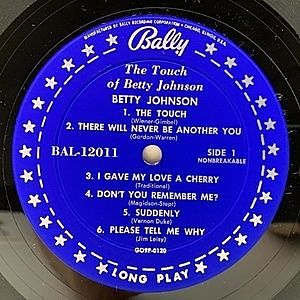 MANUFACTURED BY BALLY RECORDING CORPORATION • CHICAGO, ILLINOIS, U.S.A.
Bally
The Touch
of Betty Johnson
BETTY JOHNSON
1. THE TOUCH
(Wiener-Gimbel)
2. THERE WILL NEVER BE ANOTHER YOU
(Gordon-Warren)
BAL-12011
SIDE 1
NONBREAKABLE
3. I GAVE MY LOVE A CHERRY
(Traditional)
4. DON'T YOU REMEMBER ME?
(Magidson-Stept)
5. SUDDENLY
(Vernon Duke)
6. PLEASE TELL ME WHY
(Jim Leisy)
GO9P-0120
LONG PLAY